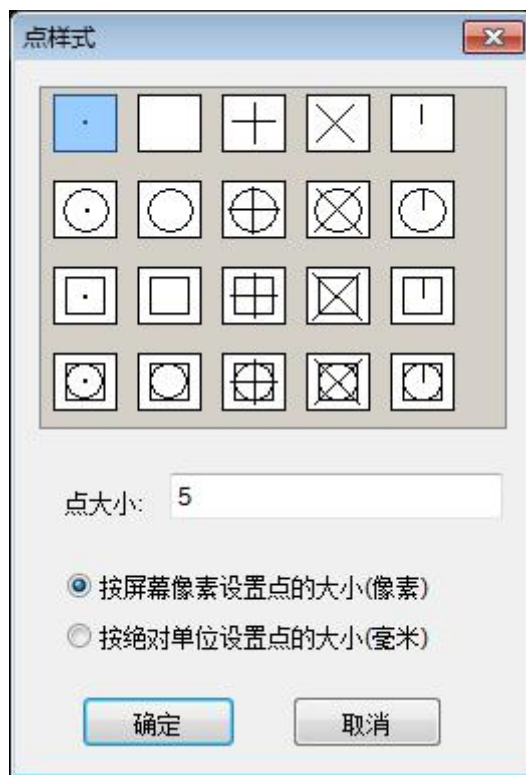 点样式
点大小: 5
按屏幕像素设置点的大小(像素)
按绝对单位设置点的大小(毫米)
确定 取消